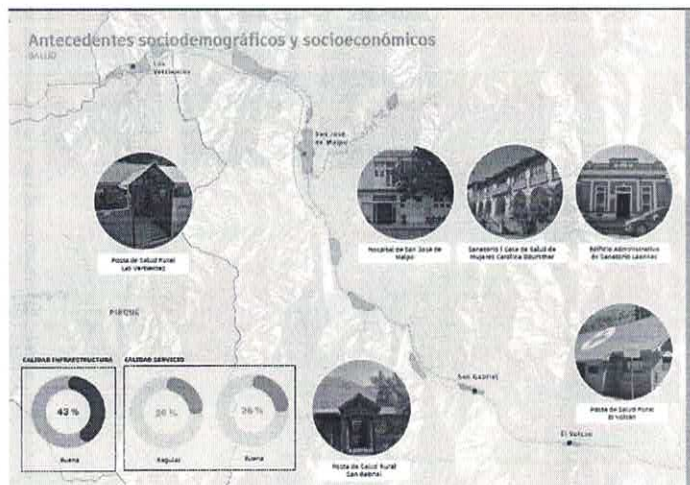 Antecedentes sociodemográficos y socioeconómicos
SALUD
Las
Vertientes
San José
de Maipo
Posta de Salud Rural
Las Vertientes
Hospital de San José de
Maipo
Sanatorio | Casa de Salud de
Mujeres Carolina
Edificio Administrativo
de Sanatorio Laennec
PIRQUE
CALIDAD INFRAESTRUCTURA
CALIDAD SERVICIO
43 %
26 %
Buena
Regular
Buena
San Gabriel
Posta de Salud Rural
El Volcán
El Volcán
Posta de Salud Rural
San Gabriel